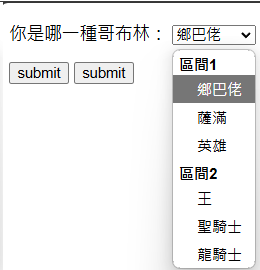 你是哪一種哥布林： 鄉巴佬
submit submit
區間1
鄉巴佬
薩滿
英雄
區間2
王
聖騎士
龍騎士